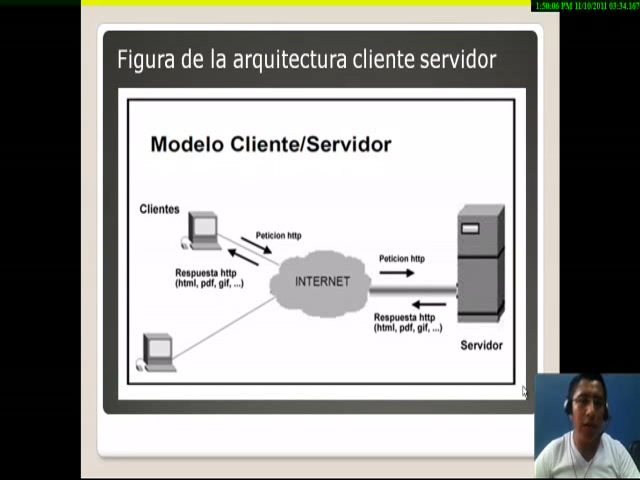 1:50:06 PM 11/10/2011 03:34.167
Figura de la arquitectura cliente servidor
Modelo Cliente/Servidor
Clientes
Peticion http
Respuesta http
(html, pdf, gif, ...)
INTERNET
Peticion http
Respuesta http
(html, pdf, gif, ...)
Servidor